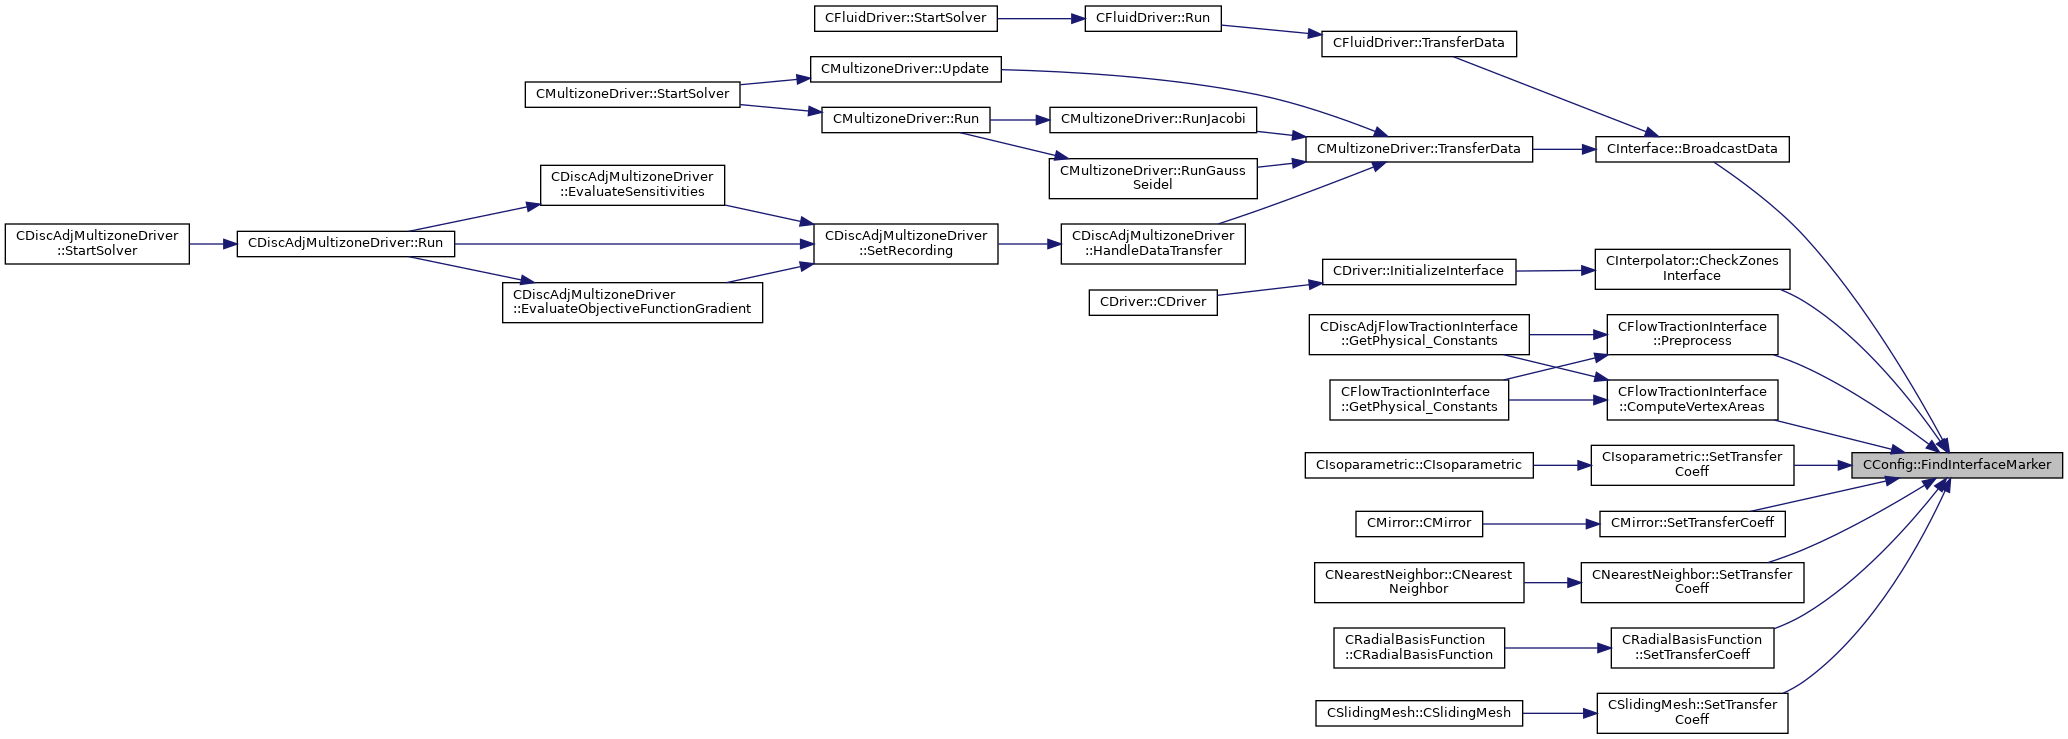 CFluidDriver::StartSolver
CFluidDriver::Run
CFluidDriver::TransferData
CMultizoneDriver::Update
CMultizoneDriver::StartSolver
CMultizoneDriver::Run
CMultizoneDriver::RunJacobi
CMultizoneDriver::TransferData
CInterface::BroadcastData
CMultizoneDriver::RunGauss
Seidel
CDiscAdjMultizoneDriver
::EvaluateSensitivities
CDiscAdjMultizoneDriver
::StartSolver
CDiscAdjMultizoneDriver::Run
CDiscAdjMultizoneDriver
::SetRecording
CDiscAdjMultizoneDriver
::HandleDataTransfer
CDiscAdjMultizoneDriver
::EvaluateObjectiveFunctionGradient
CInterpolator::CheckZones
Interface
CDriver::InitializeInterface
CDriver::CDriver
CDiscAdjFlowTractionInterface
::GetPhysical_Constants
CFlowTractionInterface
::Preprocess
CFlowTractionInterface
::GetPhysical_Constants
CFlowTractionInterface
::ComputeVertexAreas
CIsoparametric::CIsoparametric
CIsoparametric::SetTransfer
Coeff
CConfig::FindInterfaceMarker
CMirror::CMirror
CMirror::SetTransferCoeff
CNearestNeighbor::CNearest
Neighbor
CNearestNeighbor::SetTransfer
Coeff
CRadialBasisFunction
::CRadialBasisFunction
CRadialBasisFunction
::SetTransferCoeff
CSlidingMesh::CSlidingMesh
CSlidingMesh::SetTransfer
Coeff